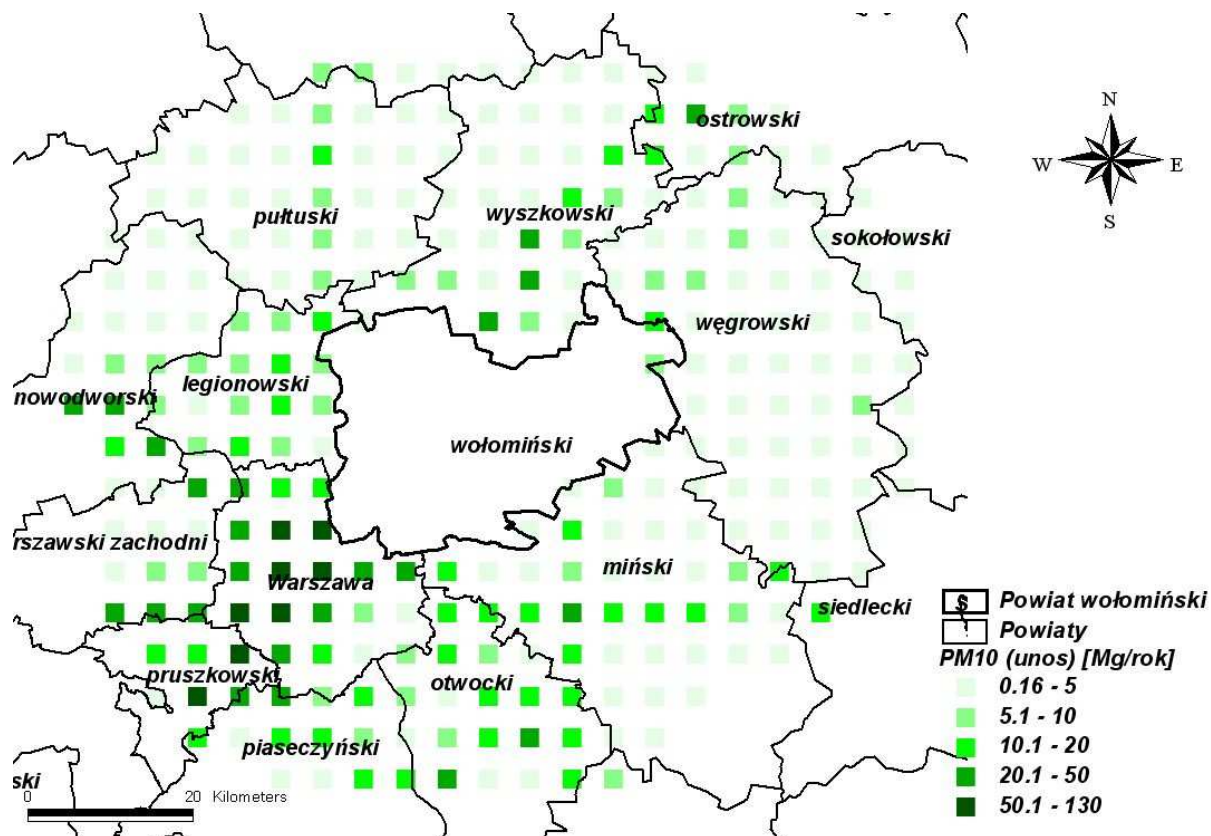 N
W E
S
ostrowski
pułtuski
wyszkowski
sokołowski
węgrowski
nowodworski
legionowski
wołomiński
rszawski zachodni
Warszawa
miński
siedlecki
pruszkowski
otwocki
piaseczyński
ski
0 20 Kilometers
$ Powiat wołomiński
Powiaty
PM10 (unos) [Mg/rok]
0.16 - 5
5.1 - 10
10.1 - 20
20.1 - 50
50.1 - 130